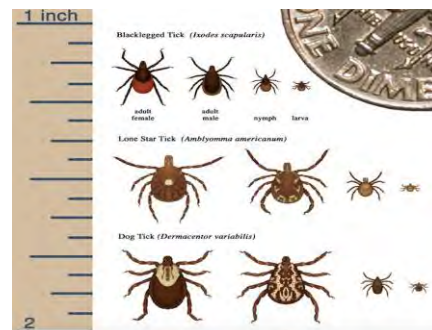 1 inch
Blacklegged Tick (Ixodes scapularis)
ONE DIME
adult female
adult male
nymph
larva
Lone Star Tick (Amblyomma americanum)
Dog Tick (Dermacentor variabilis)
2